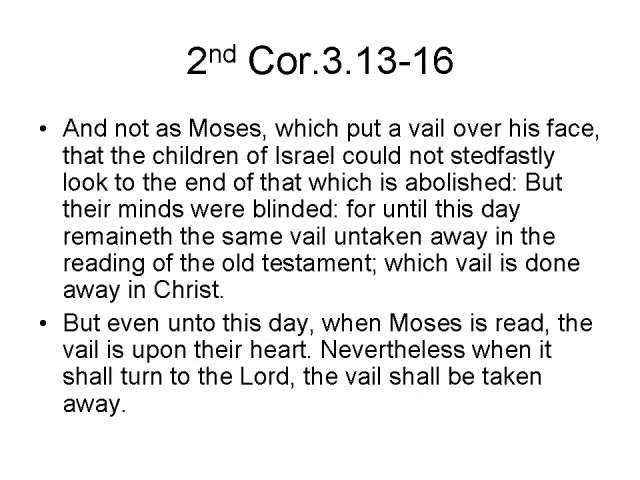 2nd Cor.3.13-16
• And not as Moses, which put a vail over his face,
that the children of Israel could not stedfastly
look to the end of that which is abolished: But
their minds were blinded: for until this day
remaineth the same vail untaken away in the
reading of the old testament; which vail is done
away in Christ.
• But even unto this day, when Moses is read, the
vail is upon their heart. Nevertheless when it
shall turn to the Lord, the vail shall be taken
away.